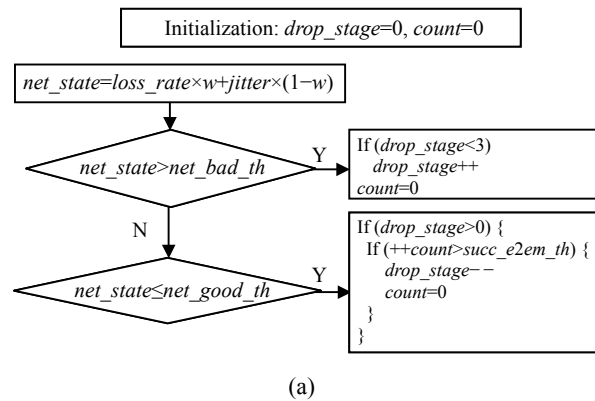 Initialization: drop_stage=0, count=0
net_state=loss_rate×w+jitter×(1−w)
net_state>net_bad_th
Y
If (drop_stage<3)
drop_stage++
count=0
N
net_state≤net_good_th
Y
If (drop_stage>0) {
If (++count>succ_e2em_th) {
drop_stage−−
count=0
}
}
(a)